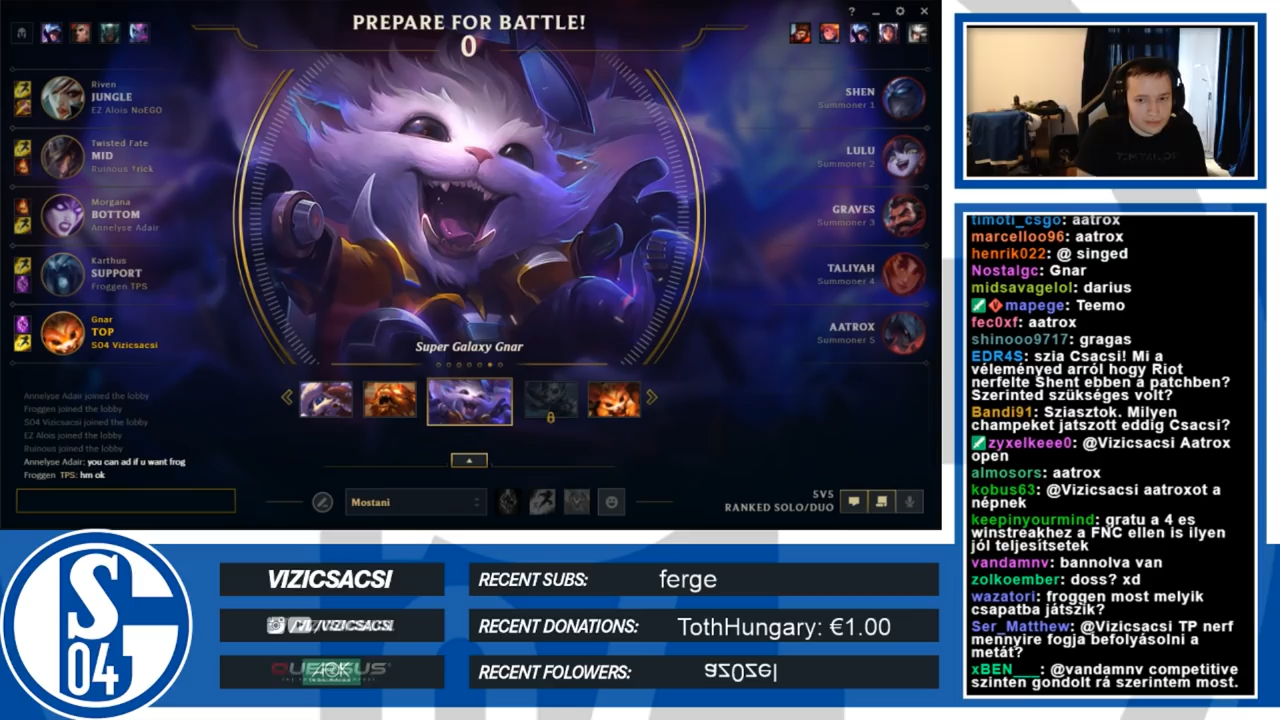 PREPARE FOR BATTLE!
0
Riven
JUNGLE
EZ Alois NoEGO
Twisted Fate
MID
Ruinous †rick
Morgana
BOTTOM
Annelyse Adair
Karthus
SUPPORT
Froggen TPS
Gnar
TOP
S04 Vizicsacsi
SHEN
Summoner 1
LULU
Summoner 2
GRAVES
Summoner 3
TALIYAH
Summoner 4
AATROX
Summoner 5
Super Galaxy Gnar
Annelyse Adair joined the lobby
Froggen joined the lobby
S04 Vizicsacsi joined the lobby
EZ Alois joined the lobby
Ruinous joined the lobby
Annelyse Adair: you can ad if u want frog
Froggen TPS: hm ok
Mostani
5V5
RANKED SOLO/DUO
TOM TAILOR
timoti_csgo: aatrox
marcelloo96: aatrox
henrik022: @ singed
Nostalgc: Gnar
midsavagelol: darius
mapege: Teemo
fec0xf: aatrox
shinooo9717: gragas
EDR4S: szia Csacsi! Mi a
véleményed arról hogy Riot
nerfelte Shent ebben a patchben?
Szerinted szükséges volt?
Bandi91: Sziasztok. Milyen
champeket jatszott eddig Csacsi?
zyxelkeee0: @Vizicsacsi Aatrox
open
almosors: aatrox
kobus63: @Vizicsacsi aatroxot a
népnek
keepinyourmind: gratu a 4 es
winstreakhez a FNC ellen is ilyen
jól teljesítsetek
vandamnv: bannolva van
zolkoember: doss? xd
wazatori: froggen most melyik
csapatba játszik?
Ser_Matthew: @Vizicsacsi TP nerf
mennyire fogja befolyásolni a
metát?
xBEN___: @vandamnv competitive
szinten gondolt rá szerintem most.
S
04
VIZICSACSI
/VIZICSACSI
RECENT SUBS: ferge
RECENT DONATIONS: TothHungary: €1.00
RECENT FOLOWERS: az0zel